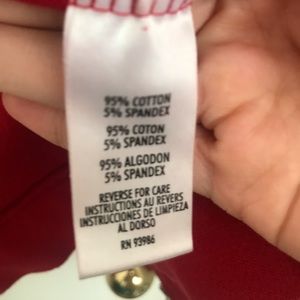 95% COTTON
5% SPANDEX
95% COTON
5% SPANDEX
95% ALGODON
5% SPANDEX
REVERSE FOR CARE
INSTRUCTIONS AU REVERS
INSTRUCCIONES DE LIMPIEZA
AL DORSO
RN 93986